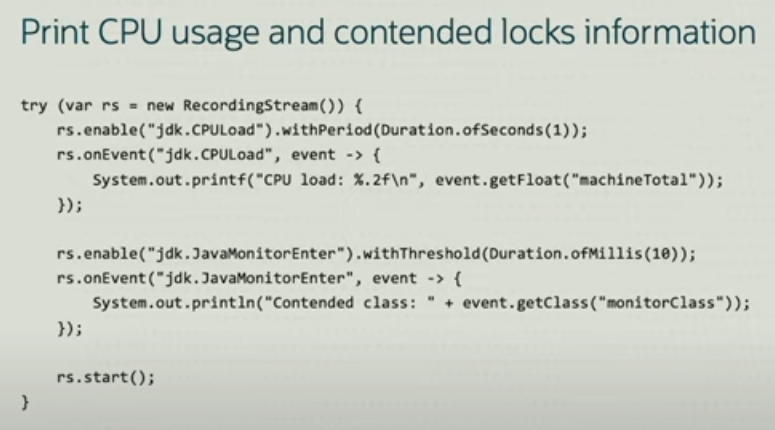 Print CPU usage and contended locks information
try (var rs = new RecordingStream()) {
    rs.enable("jdk.CPULoad").withPeriod(Duration.ofSeconds(1));
    rs.onEvent("jdk.CPULoad", event -> {
        System.out.printf("CPU load: %.2f\n", event.getFloat("machineTotal"));
    });

    rs.enable("jdk.JavaMonitorEnter").withThreshold(Duration.ofMillis(10));
    rs.onEvent("jdk.JavaMonitorEnter", event -> {
        System.out.println("Contended class: " + event.getClass("monitorClass"));
    });

    rs.start();
}